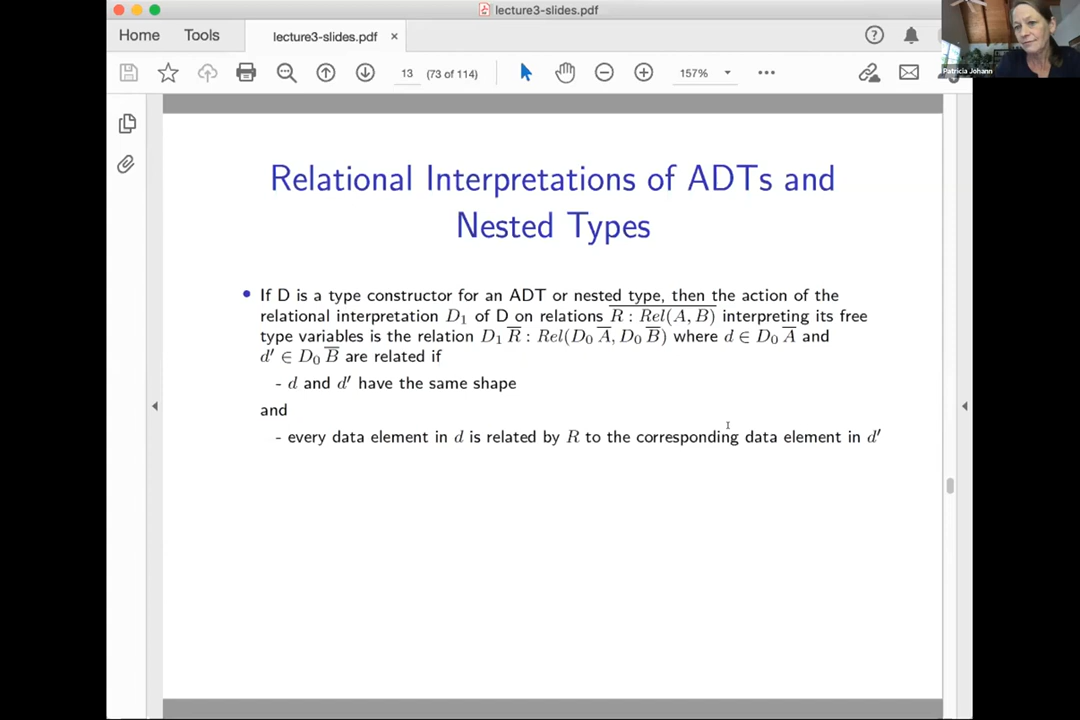 lecture3-slides.pdf
Home Tools lecture3-slides.pdf ×
13 (73 of 114) 157%
Patricia Johann
Relational Interpretations of ADTs and
Nested Types
• If D is a type constructor for an ADT or nested type, then the action of the
relational interpretation D₁ of D on relations R̅ ̅:̅ ̅R̅e̅l̅(̅A̅,̅ ̅B̅)̅ interpreting its free
type variables is the relation D₁ R̅ : Rel(D₀ A̅, D₀ B̅) where d ∈ D₀ A̅ and
d′ ∈ D₀ B̅ are related if
- d and d′ have the same shape
and
- every data element in d is related by R to the corresponding data element in d′